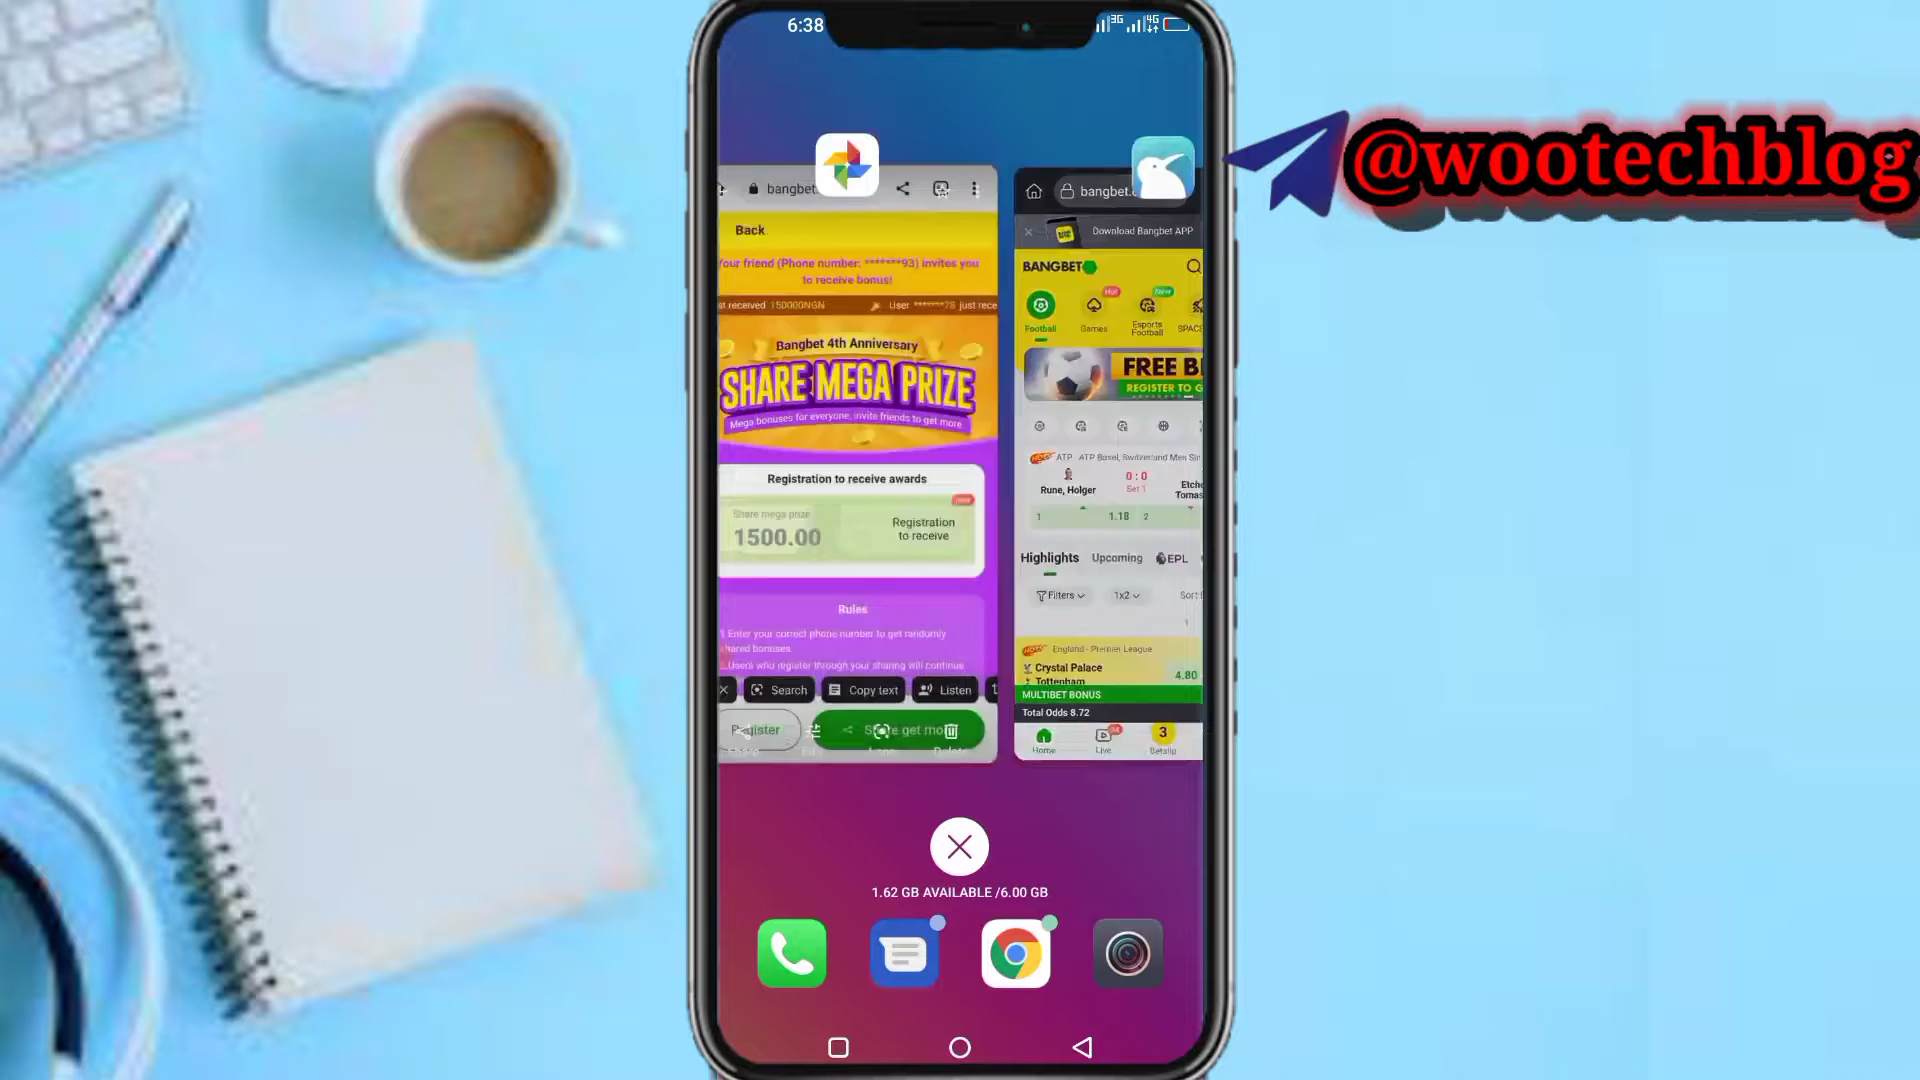 6:38
3G
4G
@wootechblog
bangbet
Back
Your friend (Phone number: *******93) invites you
to receive bonus!
st received 150000NGN
User *******78 just rece
Bangbet 4th Anniversary
SHARE MEGA PRIZE
Mega bonuses for everyone, invite friends to get more
Registration to receive awards
Share mega prize
1500.00
Registration
to receive
Rules
Enter your correct phone number to get randomly
shared bonuses.
Users who register through your sharing will continue
Search
Copy text
Listen
Register
Share get mo
Delete
bangbet.
Download Bangbet APP
BANGBET
Hot
New
Football
Games
Esports
Football
SPACE
FREE B
REGISTER TO G
HOT
ATP
ATP Basel, Switzerland Men Sin
Rune, Holger
0 : 0
Set 1
Etche
Tomas
1
1.18
2
Highlights
Upcoming
EPL
Filters
1x2
Sort
1
HOT
England - Premier League
Crystal Palace
Tottenham
4.80
MULTIBET BONUS
Total Odds 8.72
Home
Live
3
Betslip
1.62 GB AVAILABLE /6.00 GB